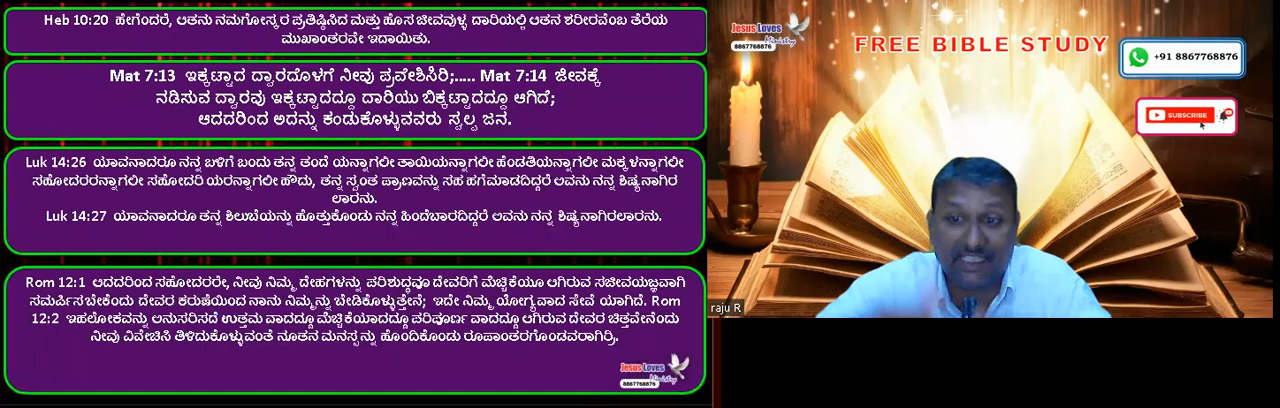 Heb 10:20 ಹೇಗೆಂದರೆ, ಆತನು ನಮಗೋಸ್ಕರ ಪ್ರತಿಷ್ಠಿಸಿದ ಮತ್ತು ಹೊಸ ಜೀವವುಳ್ಳ ದಾರಿಯಲ್ಲಿ ಆತನ ಶರೀರವೆಂಬ ತೆರೆಯ
ಮುಖಾಂತರವೇ ಇದಾಯಿತು.
Mat 7:13 ಇಕ್ಕಟ್ಟಾದ ದ್ವಾರದೊಳಗೆ ನೀವು ಪ್ರವೇಶಿಸಿರಿ;..... Mat 7:14 ಜೀವಕ್ಕೆ
ನಡಿಸುವ ದ್ವಾರವು ಇಕ್ಕಟ್ಟಾದದ್ದೂ ದಾರಿಯು ಬಿಕ್ಕಟ್ಟಾದದ್ದೂ ಆಗಿದೆ;
ಆದದರಿಂದ ಅದನ್ನು ಕಂಡುಕೊಳ್ಳುವವರು ಸ್ವಲ್ಪ ಜನ.
Luk 14:26 ಯಾವನಾದರೂ ನನ್ನ ಬಳಿಗೆ ಬಂದು ತನ್ನ ತಂದೆ ಯನ್ನಾಗಲೀ ತಾಯಿಯನ್ನಾಗಲೀ ಹೆಂಡತಿಯನ್ನಾಗಲೀ ಮಕ್ಕಳನ್ನಾಗಲೀ
ಸಹೋದರರನ್ನಾಗಲೀ ಸಹೋದರಿ ಯರನ್ನಾಗಲೀ ಹೌದು, ತನ್ನ ಸ್ವಂತ ಪ್ರಾಣವನ್ನು ಸಹ ಹಗೆಮಾಡದಿದ್ದರೆ ಅವನು ನನ್ನ ಶಿಷ್ಯನಾಗಿರ
ಲಾರನು.
Luk 14:27 ಯಾವನಾದರೂ ತನ್ನ ಶಿಲುಬೆಯನ್ನು ಹೊತ್ತುಕೊಂಡು ನನ್ನ ಹಿಂದೆಬಾರದಿದ್ದರೆ ಅವನು ನನ್ನ ಶಿಷ್ಯನಾಗಿರಲಾರನು.
Rom 12:1 ಆದದರಿಂದ ಸಹೋದರರೇ, ನೀವು ನಿಮ್ಮ ದೇಹಗಳನ್ನು ಪರಿಶುದ್ಧವೂ ದೇವರಿಗೆ ಮೆಚ್ಚಿಕೆಯೂ ಆಗಿರುವ ಸಜೀವಯಜ್ಞವಾಗಿ
ಸಮರ್ಪಿಸಬೇಕೆಂದು ದೇವರ ಕರುಣೆಯಿಂದ ನಾನು ನಿಮ್ಮನ್ನು ಬೇಡಿಕೊಳ್ಳುತ್ತೇನೆ; ಇದೇ ನಿಮ್ಮ ಯೋಗ್ಯವಾದ ಸೇವೆ ಯಾಗಿದೆ. Rom
12:2 ಇಹಲೋಕವನ್ನು ಅನುಸರಿಸದೆ ಉತ್ತಮ ವಾದದ್ದೂ ಮೆಚ್ಚಿಕೆಯಾದದ್ದೂ ಪರಿಪೂರ್ಣ ವಾದದ್ದೂ ಆಗಿರುವ ದೇವರ ಚಿತ್ತವೇನೆಂದು
ನೀವು ವಿವೇಚಿಸಿ ತಿಳಿದುಕೊಳ್ಳುವಂತೆ ನೂತನ ಮನಸ್ಸನ್ನು ಹೊಂದಿಕೊಂಡು ರೂಪಾಂತರಗೊಂಡವರಾಗಿರ್ರಿ.
Jesus Loves
Ministry
8867768876
Jesus Loves
Ministry
8867768876
FREE BIBLE STUDY
+91 8867768876
SUBSCRIBE
raju R